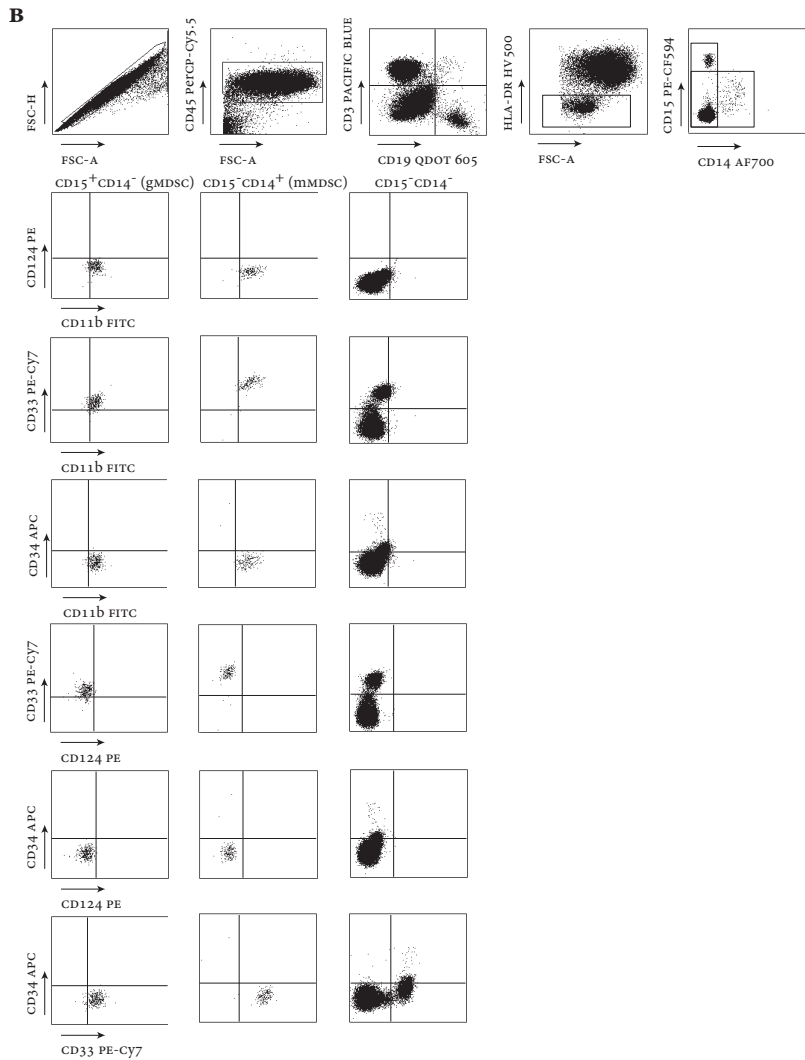 B
FSC-H
FSC-A
CD45 PerCP-Cy5.5
FSC-A
CD3 PACIFIC BLUE
CD19 QDOT 605
HLA-DR HV 500
FSC-A
CD15 PE-CF594
CD14 AF700
CD15+CD14- (gMDSC) CD15-CD14+ (mMDSC) CD15-CD14-
CD124 PE
CD11b FITC
CD33 PE-Cy7
CD11b FITC
CD34 APC
CD11b FITC
CD33 PE-Cy7
CD124 PE
CD34 APC
CD124 PE
CD34 APC
CD33 PE-Cy7